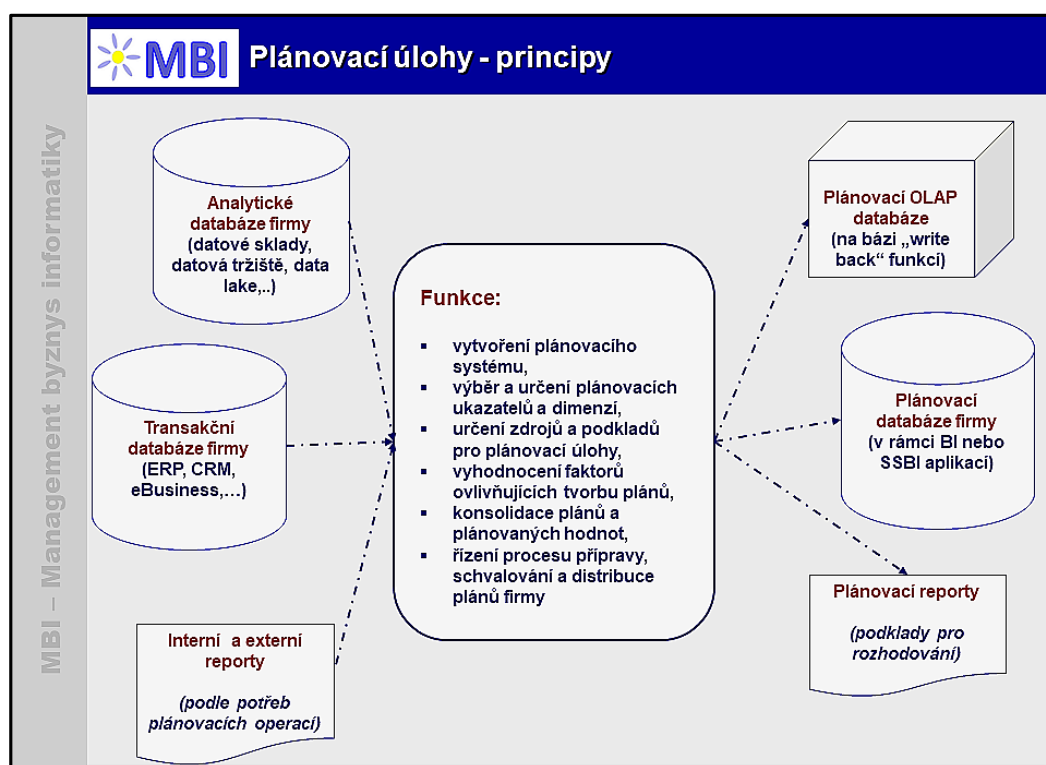 MBI
Plánovací úlohy - principy
MBI – Management byznys informatiky
Analytické
databáze firmy
(datové sklady,
datová tržiště, data
lake,..)
Transakční
databáze firmy
(ERP, CRM,
eBusiness,…)
Interní a externí
reporty
(podle potřeb
plánovacích operací)
Funkce:
▪ vytvoření plánovacího
systému,
▪ výběr a určení plánovacích
ukazatelů a dimenzí,
▪ určení zdrojů a podkladů
pro plánovací úlohy,
▪ vyhodnocení faktorů
ovlivňujících tvorbu plánů,
▪ konsolidace plánů a
plánovaných hodnot,
▪ řízení procesu přípravy,
schvalování a distribuce
plánů firmy
Plánovací OLAP
databáze
(na bázi „write
back“ funkcí)
Plánovací
databáze firmy
(v rámci BI nebo
SSBI aplikací)
Plánovací reporty
(podklady pro
rozhodování)